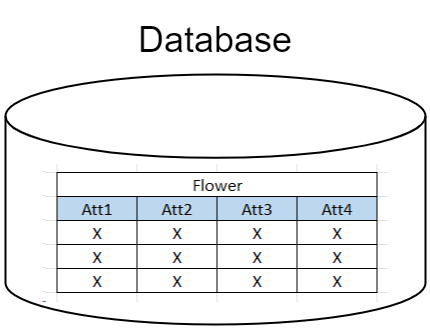 Database
Flower
Att1 Att2 Att3 Att4
X X X X
X X X X
X X X X